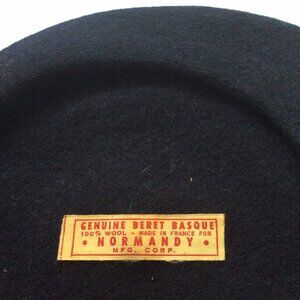 GENUINE BERET BASQUE
100% WOOL - MADE IN FRANCE FOR
• NORMANDY •
MFG. CORP.